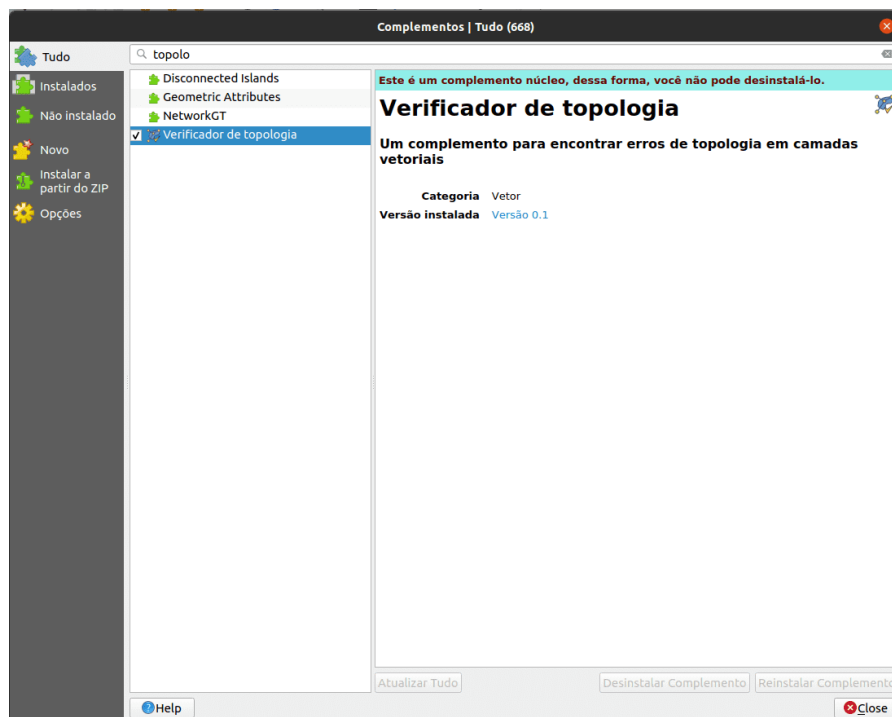 Complementos | Tudo (668)
Tudo
Instalados
Não instalado
Novo
Instalar a
partir do ZIP
Opções
topolo
Disconnected Islands
Geometric Attributes
NetworkGT
Verificador de topologia
Este é um complemento núcleo, dessa forma, você não pode desinstalá-lo.
Verificador de topologia
Um complemento para encontrar erros de topologia em camadas
vetoriais
Categoria Vetor
Versão instalada Versão 0.1
Atualizar Tudo
Desinstalar Complemento
Reinstalar Complemento
Help
Close